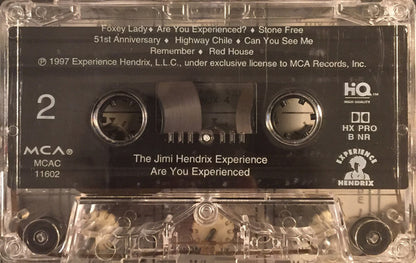 Foxey Lady♦ Are You Experienced? ♦ Stone Free
51st Anniversary ♦ Highway Chile ♦ Can You See Me
Remember ♦ Red House
℗ 1997 Experience Hendrix, L.L.C., under exclusive license to MCA Records, Inc.
2
HQ™
HIGH QUALITY
HX PRO
B NR
MCA®
MCAC
11602
The Jimi Hendrix Experience
Are You Experienced
EXPERIENCE
HENDRIX